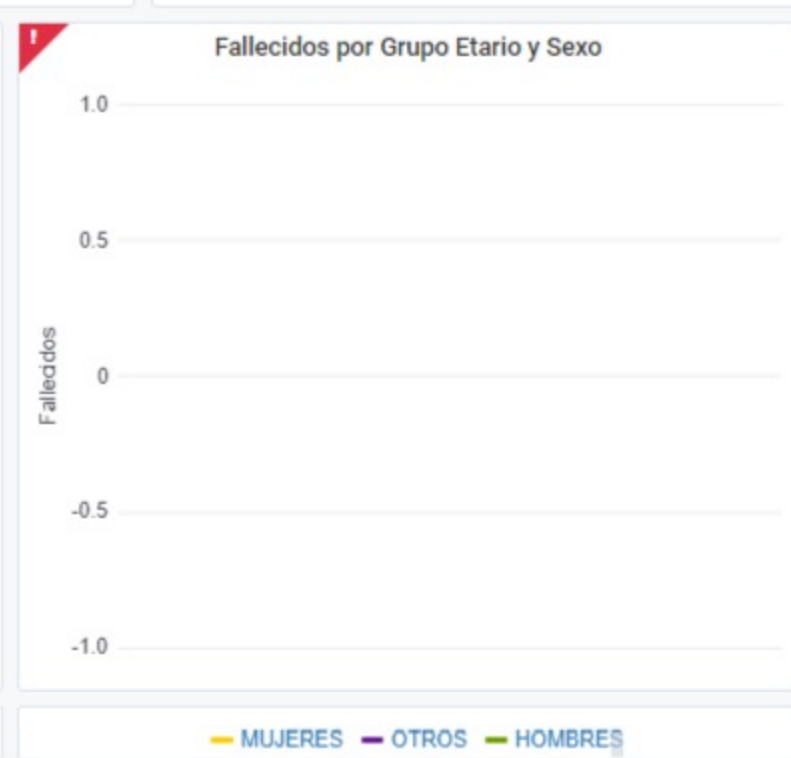 !
Fallecidos por Grupo Etario y Sexo
1.0
0.5
0
-0.5
-1.0
Fallecidos
MUJERES OTROS HOMBRES